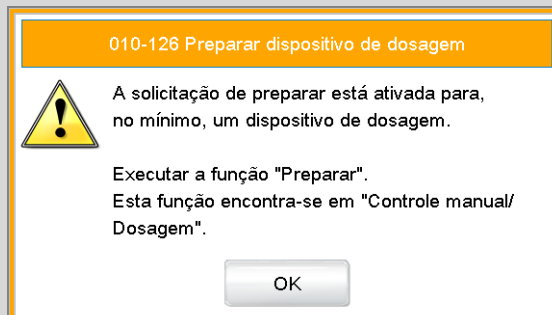 010-126 Preparar dispositivo de dosagem
A solicitação de preparar está ativada para,
no mínimo, um dispositivo de dosagem.
Executar a função "Preparar".
Esta função encontra-se em "Controle manual/
Dosagem".
OK